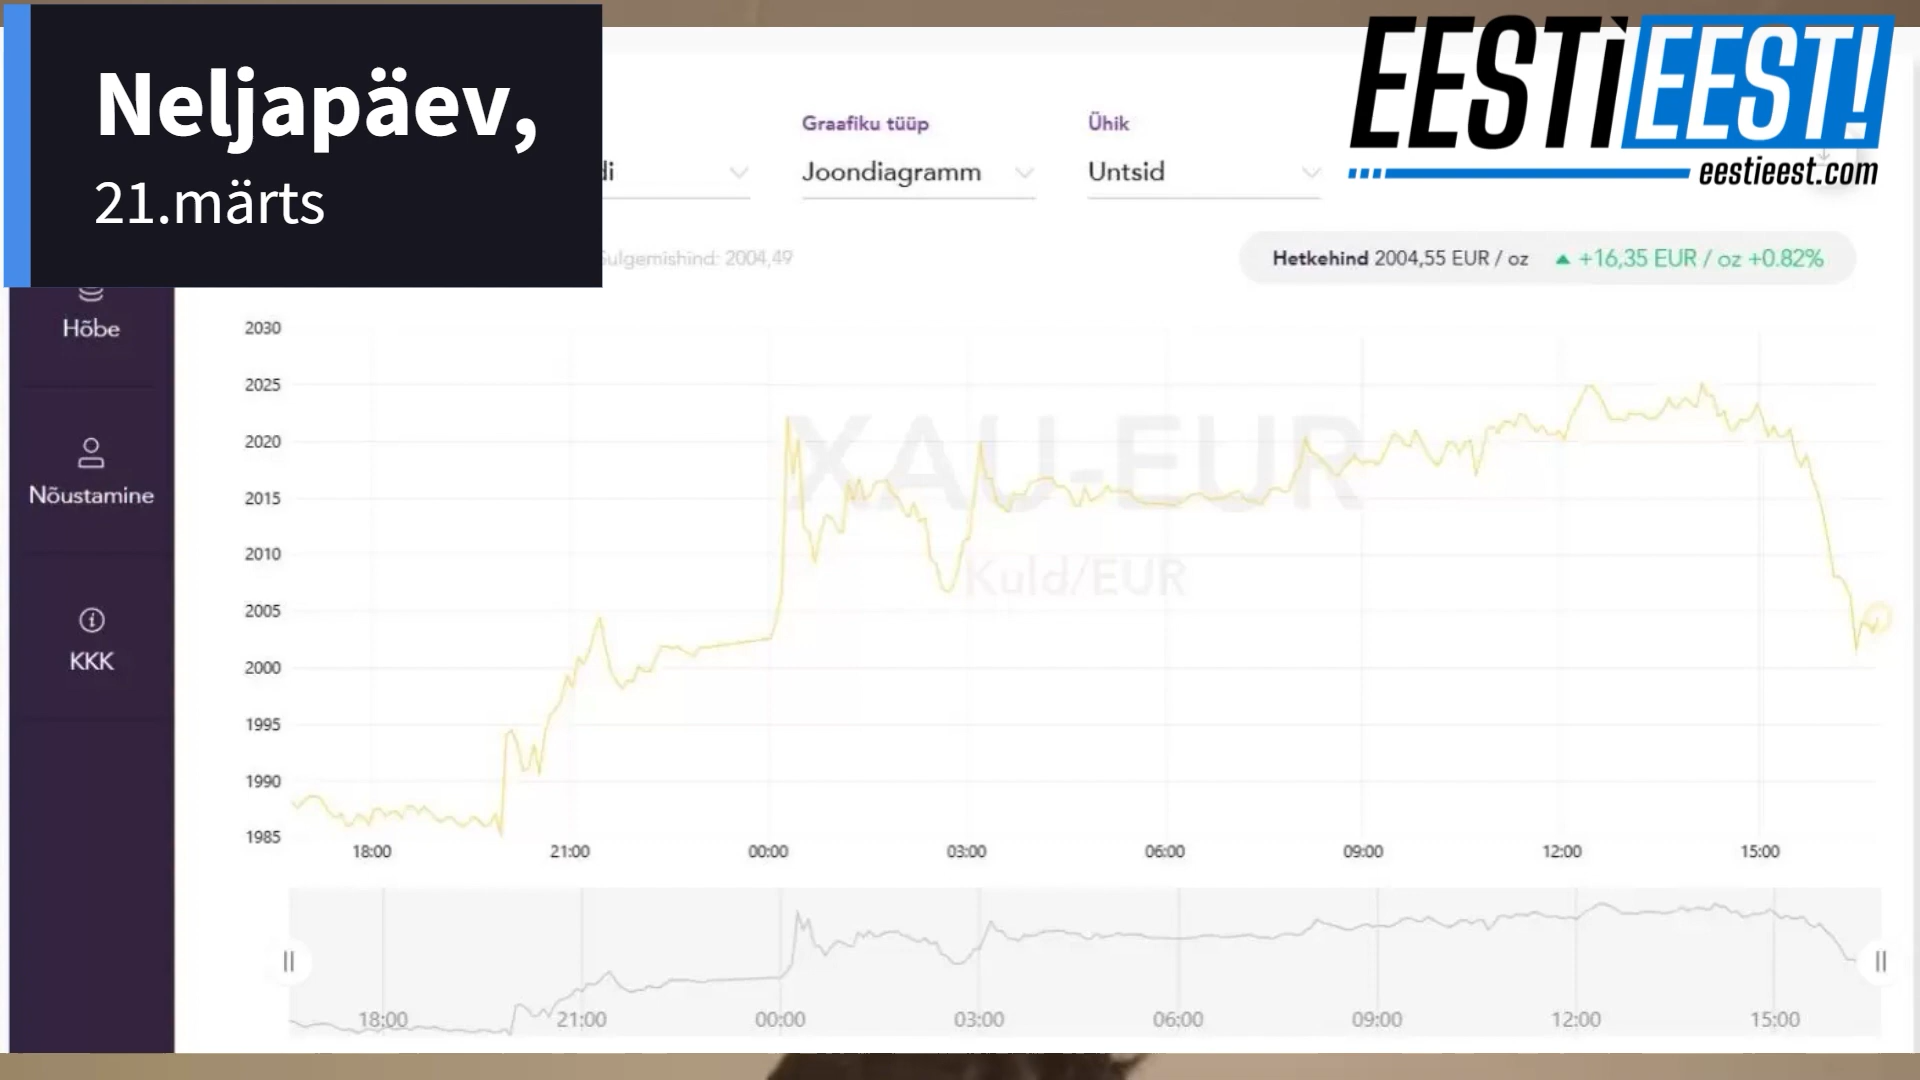 Neljapäev,
21.märts
EESTI EEST!
eestieest.com
Graafiku tüüp
Ühik
Joondiagramm
Untsid
Sulgemishind: 2004,49
Hetkehind 2004,55 EUR / oz +16,35 EUR / oz +0.82%
Hõbe
Nõustamine
KKK
XAU-EUR
Kuld/EUR
2030
2025
2020
2015
2010
2005
2000
1995
1990
1985
18:00 21:00 00:00 03:00 06:00 09:00 12:00 15:00
18:00 21:00 00:00 03:00 06:00 09:00 12:00 15:00